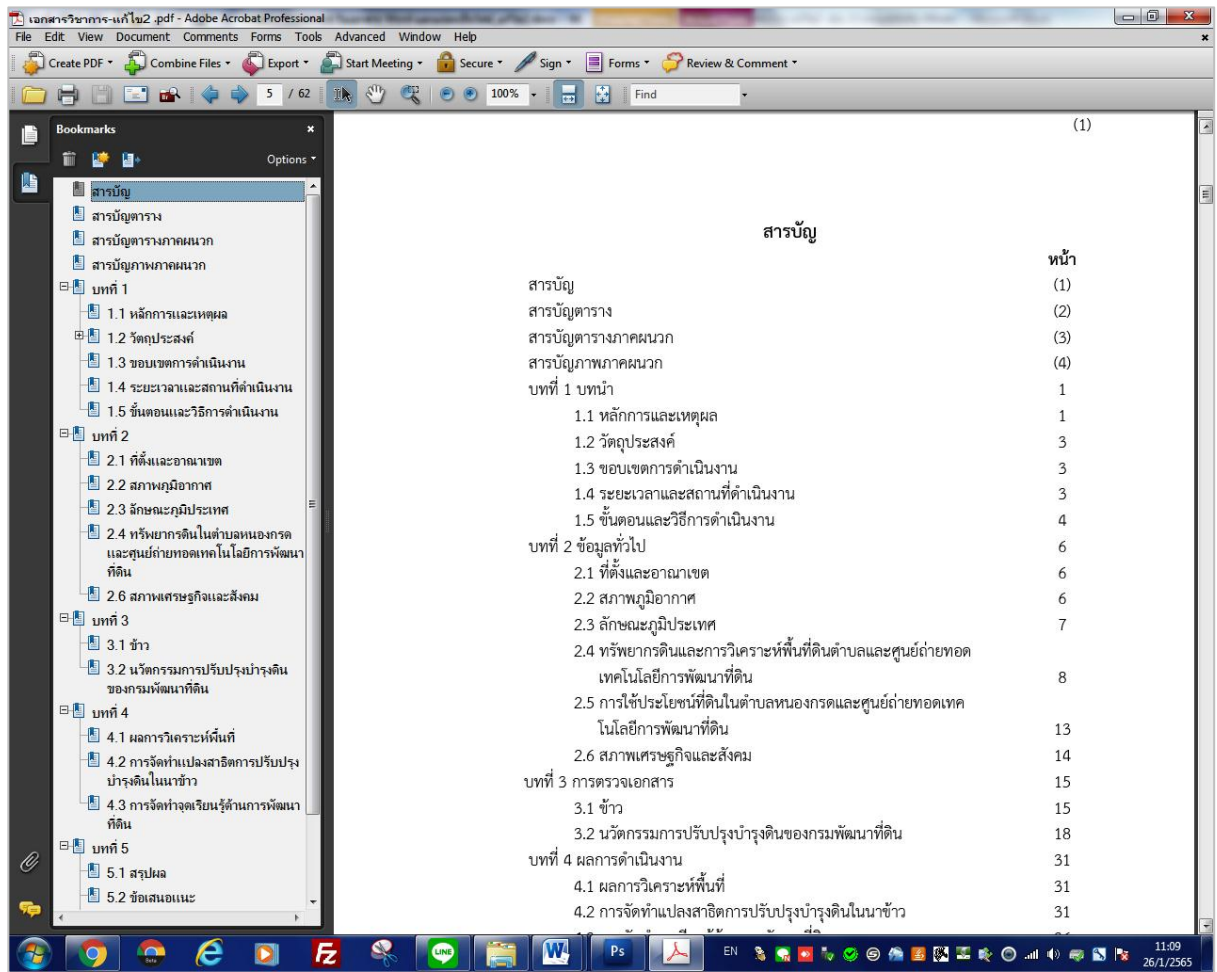 เอกสารวิชาการ-แก้ไข2 .pdf - Adobe Acrobat Professional
File Edit View Document Comments Forms Tools Advanced Window Help
Create PDF Combine Files Export Start Meeting Secure Sign Forms Review & Comment
5 / 62 100% Find
Bookmarks
Options
สารบัญ
สารบัญตาราง
สารบัญตารางภาคผนวก
สารบัญภาพภาคผนวก
บทที่ 1
1.1 หลักการและเหตุผล
1.2 วัตถุประสงค์
1.3 ขอบเขตการดำเนินงาน
1.4 ระยะเวลาและสถานที่ดำเนินงาน
1.5 ขั้นตอนและวิธีการดำเนินงาน
บทที่ 2
2.1 ที่ตั้งและอาณาเขต
2.2 สภาพภูมิอากาศ
2.3 ลักษณะภูมิประเทศ
2.4 ทรัพยากรดินในตำบลหนองกรด
และศูนย์ถ่ายทอดเทคโนโลยีการพัฒนา
ที่ดิน
2.6 สภาพเศรษฐกิจและสังคม
บทที่ 3
3.1 ข้าว
3.2 นวัตกรรมการปรับปรุงบำรุงดิน
ของกรมพัฒนาที่ดิน
บทที่ 4
4.1 ผลการวิเคราะห์พื้นที่
4.2 การจัดทำแปลงสาธิตการปรับปรุง
บำรุงดินในนาข้าว
4.3 การจัดทำจุดเรียนรู้ด้านการพัฒนา
ที่ดิน
บทที่ 5
5.1 สรุปผล
5.2 ข้อเสนอแนะ
(1)
สารบัญ
หน้า
สารบัญ (1)
สารบัญตาราง (2)
สารบัญตารางภาคผนวก (3)
สารบัญภาพภาคผนวก (4)
บทที่ 1 บทนำ 1
1.1 หลักการและเหตุผล 1
1.2 วัตถุประสงค์ 3
1.3 ขอบเขตการดำเนินงาน 3
1.4 ระยะเวลาและสถานที่ดำเนินงาน 3
1.5 ขั้นตอนและวิธีการดำเนินงาน 4
บทที่ 2 ข้อมูลทั่วไป 6
2.1 ที่ตั้งและอาณาเขต 6
2.2 สภาพภูมิอากาศ 6
2.3 ลักษณะภูมิประเทศ 7
2.4 ทรัพยากรดินและการวิเคราะห์พื้นที่ดินตำบลและศูนย์ถ่ายทอด
เทคโนโลยีการพัฒนาที่ดิน 8
2.5 การใช้ประโยชน์ที่ดินในตำบลหนองกรดและศูนย์ถ่ายทอดเทค
โนโลยีการพัฒนาที่ดิน 13
2.6 สภาพเศรษฐกิจและสังคม 14
บทที่ 3 การตรวจเอกสาร 15
3.1 ข้าว 15
3.2 นวัตกรรมการปรับปรุงบำรุงดินของกรมพัฒนาที่ดิน 18
บทที่ 4 ผลการดำเนินงาน 31
4.1 ผลการวิเคราะห์พื้นที่ 31
4.2 การจัดทำแปลงสาธิตการปรับปรุงบำรุงดินในนาข้าว 31
LINE
Ps
EN
11:09
26/1/2565